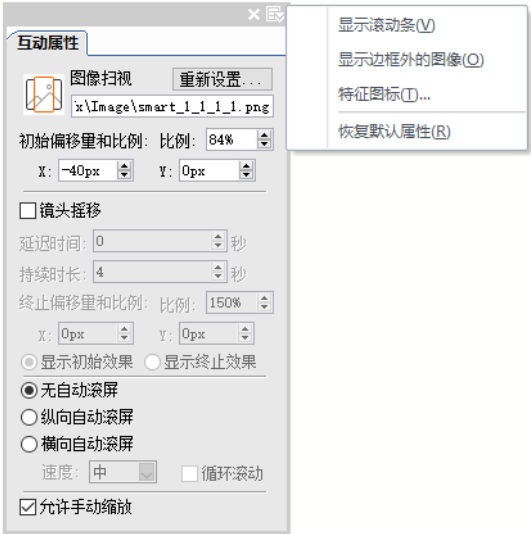 互动属性
图像扫视
重新设置...
x\Image\smart_1_1_1_1.png
初始偏移量和比例: 比例: 84%
X: -40px Y: 0px
镜头摇移
延迟时间: 0 秒
持续时长: 4 秒
终止偏移量和比例: 比例: 150%
X: 0px Y: 0px
显示初始效果 显示终止效果
无自动滚屏
纵向自动滚屏
横向自动滚屏
速度: 中 循环滚动
允许手动缩放
显示滚动条(V)
显示边框外的图像(O)
特征图标(T)...
恢复默认属性(R)